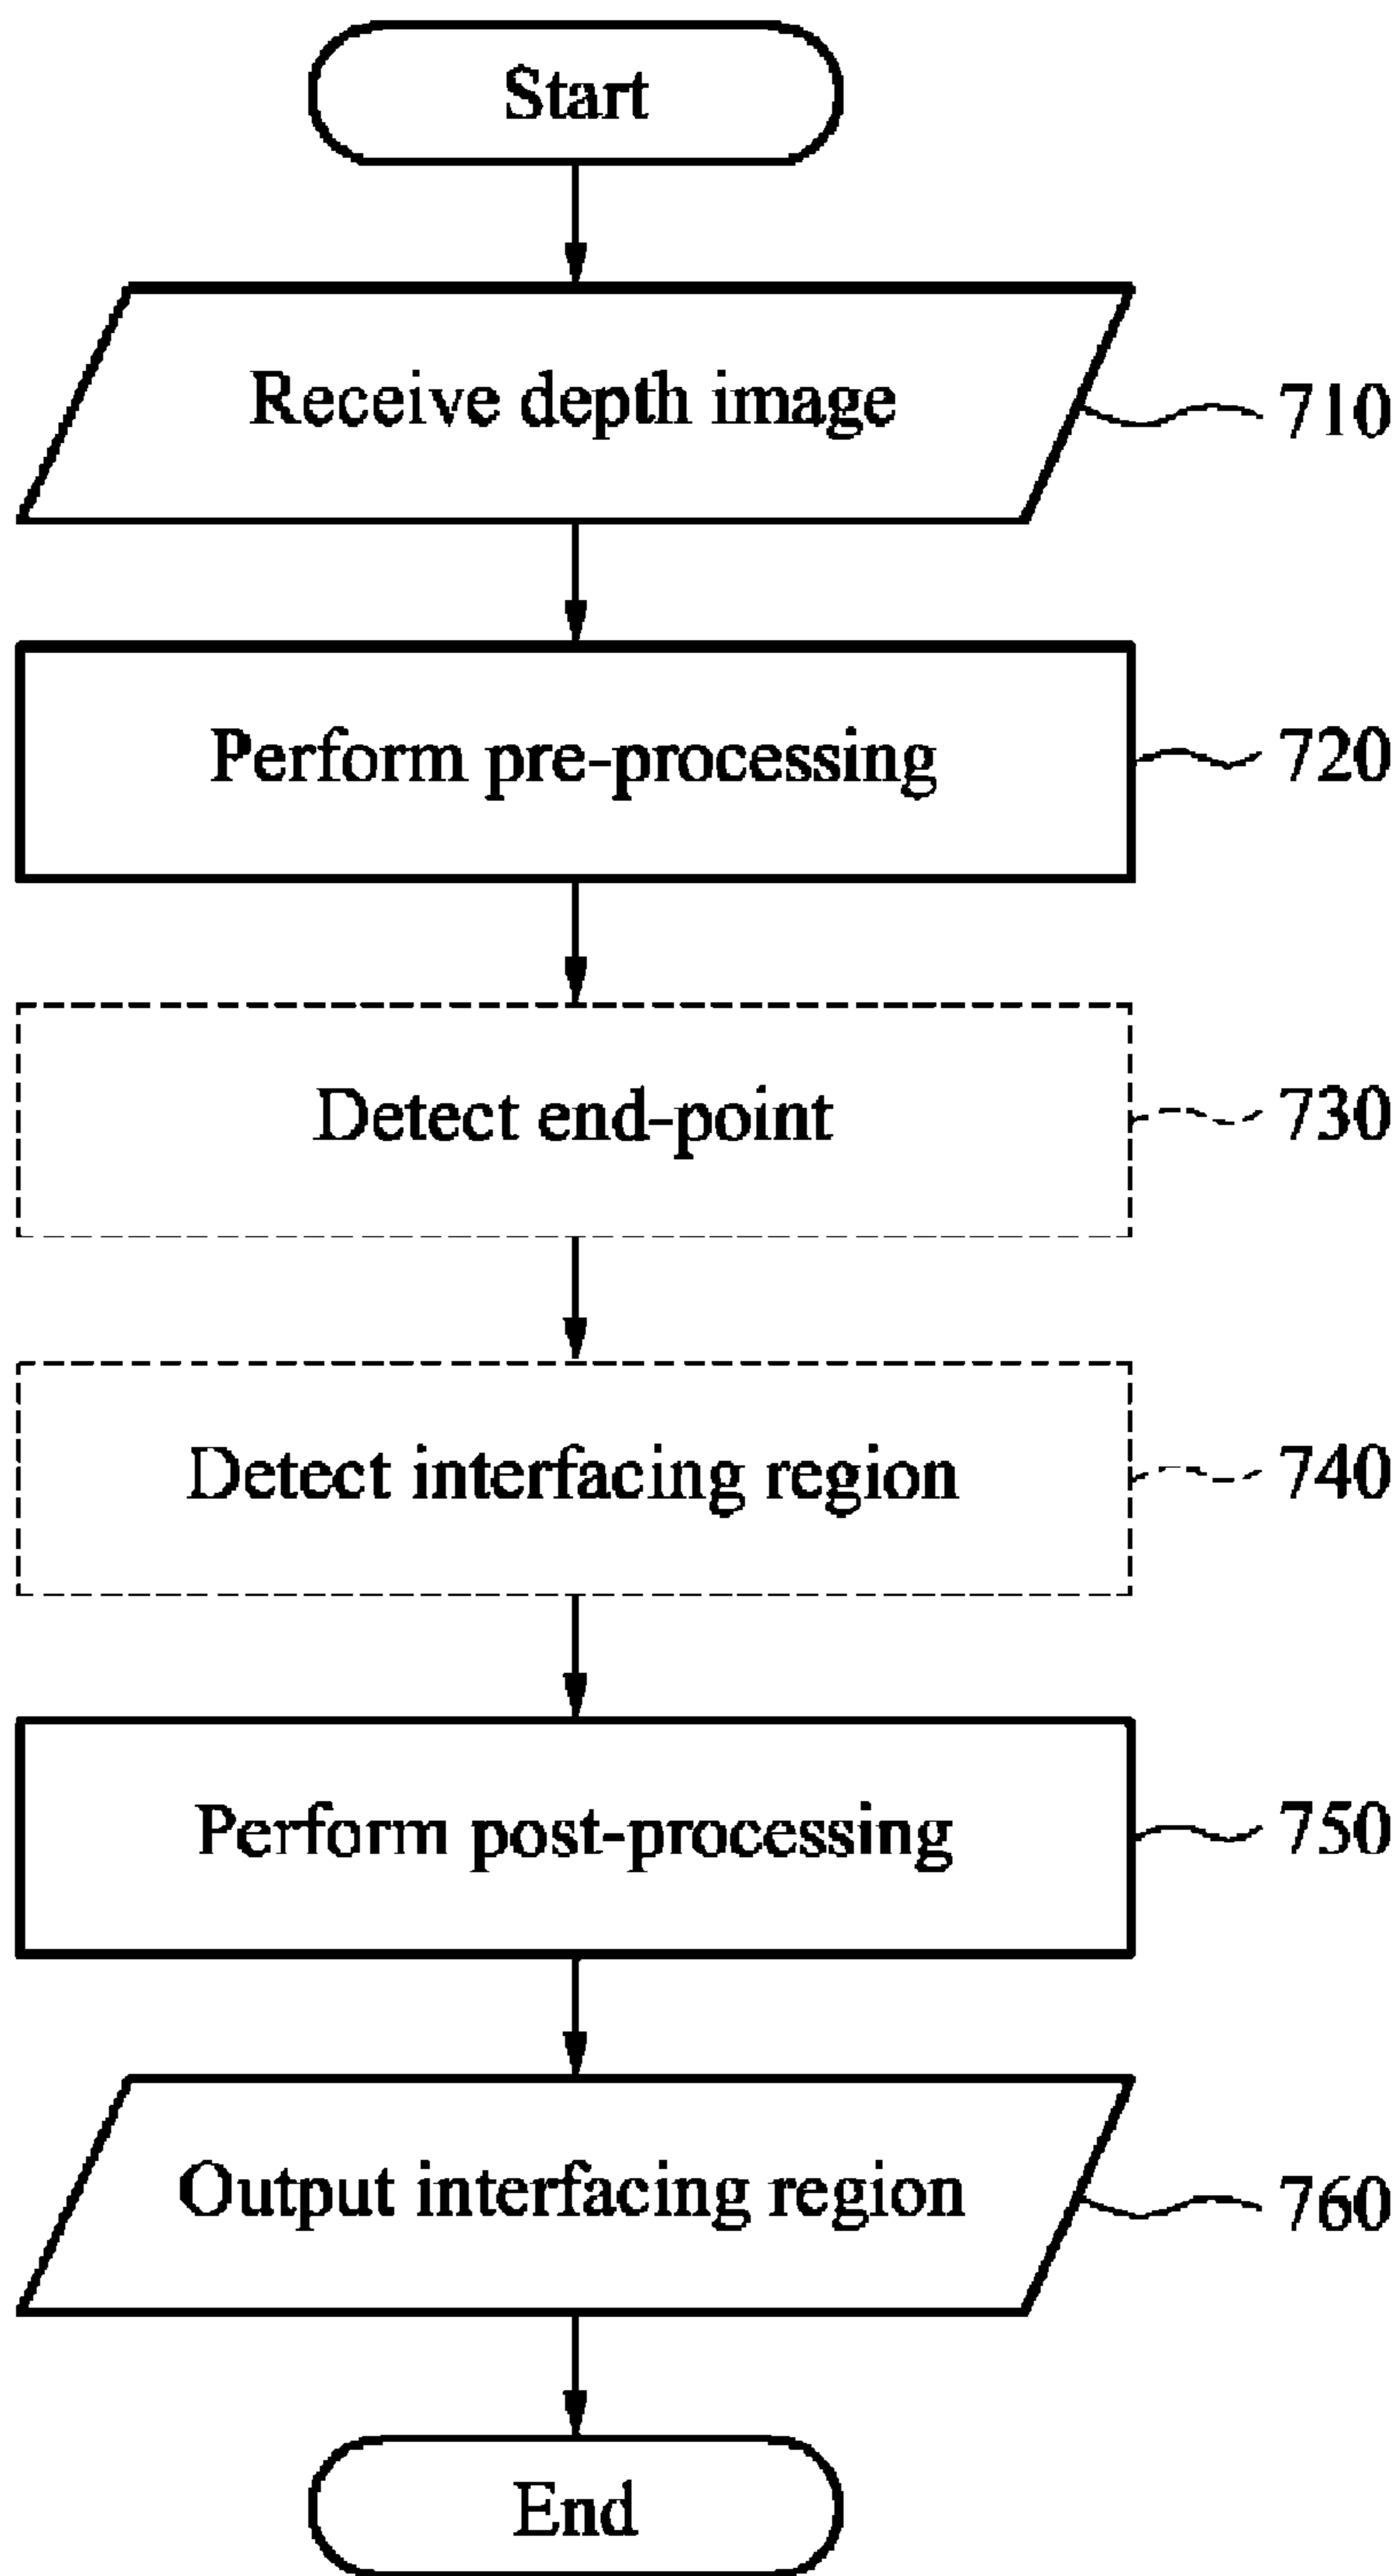 Start
Receive depth image
710
Perform pre-processing
720
Detect end-point
730
Detect interfacing region
740
Perform post-processing
750
Output interfacing region
760
End